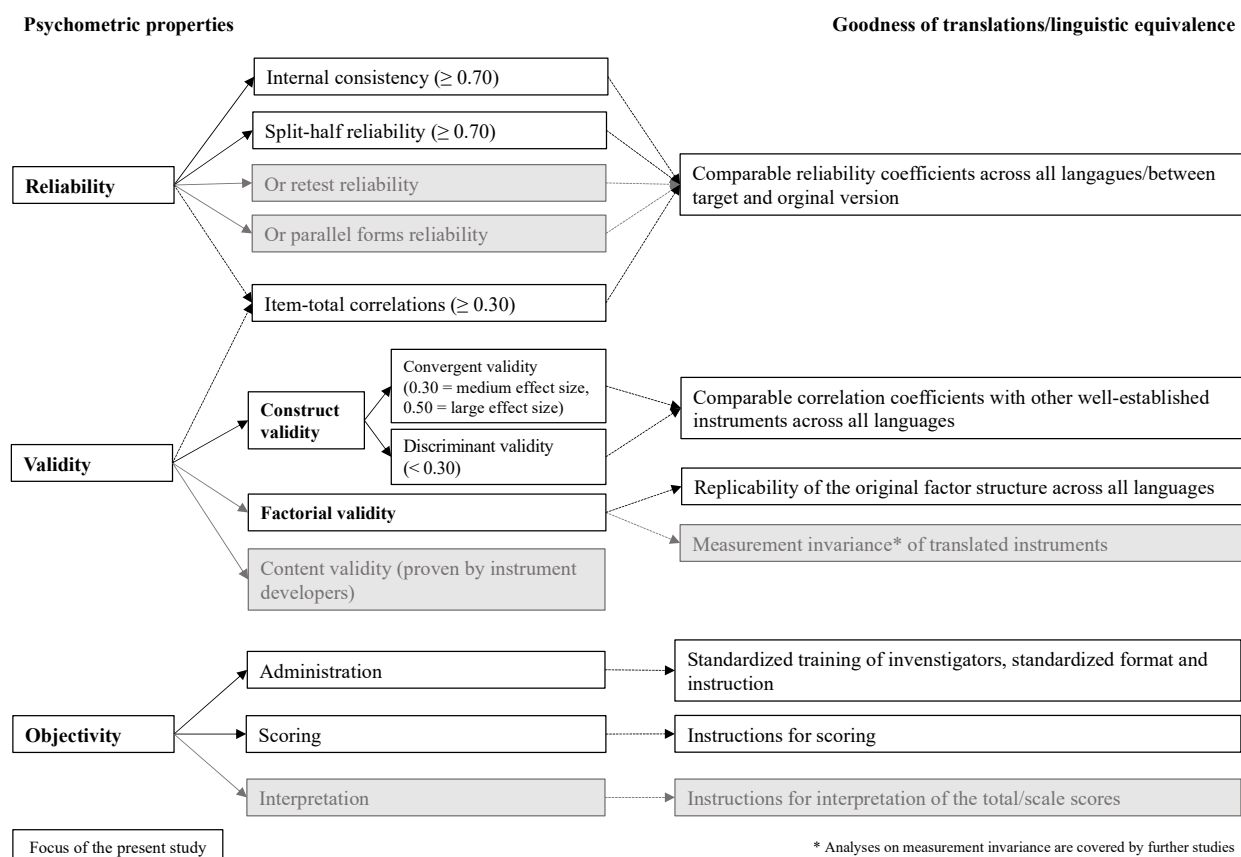 Psychometric properties
Goodness of translations/linguistic equivalence
Internal consistency (≥ 0.70)
Split-half reliability (≥ 0.70)
Reliability
Or retest reliability
Or parallel forms reliability
Comparable reliability coefficients across all langagues/between
target and orginal version
Item-total correlations (≥ 0.30)
Convergent validity
(0.30 = medium effect size,
0.50 = large effect size)
Construct
validity
Discriminant validity
(< 0.30)
Comparable correlation coefficients with other well-established
instruments across all languages
Validity
Factorial validity
Replicability of the original factor structure across all languages
Measurement invariance* of translated instruments
Content validity (proven by instrument
developers)
Administration
Standardized training of invenstigators, standardized format and
instruction
Objectivity
Scoring
Instructions for scoring
Interpretation
Instructions for interpretation of the total/scale scores
Focus of the present study
* Analyses on measurement invariance are covered by further studies